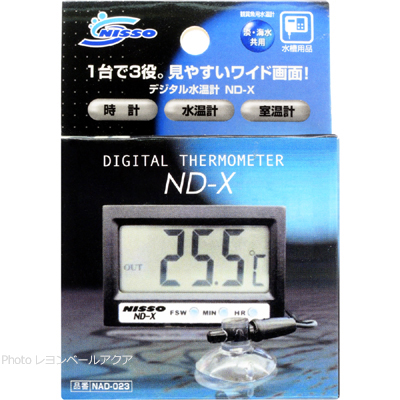 NISSO
観賞魚用水温計
淡・海水
共用
水槽用品
1台で3役。見やすいワイド画面!
デジタル水温計 ND-X
時計 水温計 室温計
DIGITAL THERMOMETER
ND-X
OUT 25.5℃
NISSO
ND-X FSW MIN HR
Photo レヨンベールアクア
品番 NAD-023